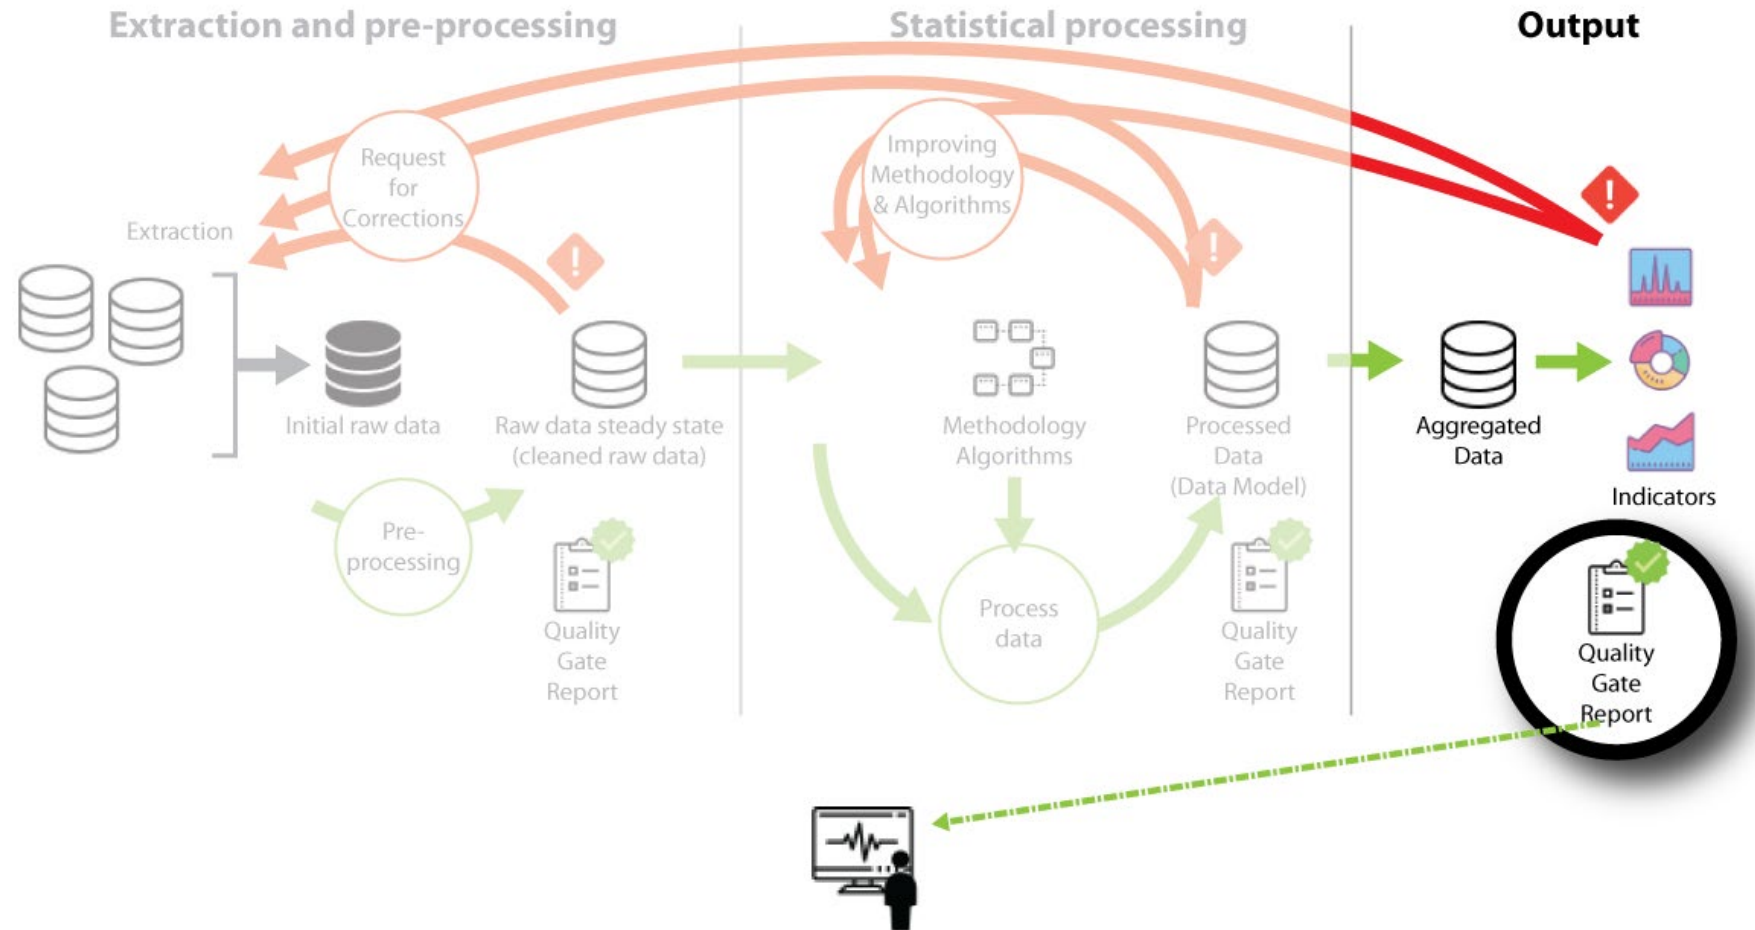 Extraction and pre-processing
Statistical processing
Output
Request
for
Corrections
Improving
Methodology
& Algorithms
Extraction
Initial raw data
Raw data steady state
(cleaned raw data)
Methodology
Algorithms
Processed
Data
(Data Model)
Aggregated
Data
Indicators
Pre-
processing
Quality
Gate
Report
Process
data
Quality
Gate
Report
Quality
Gate
Report